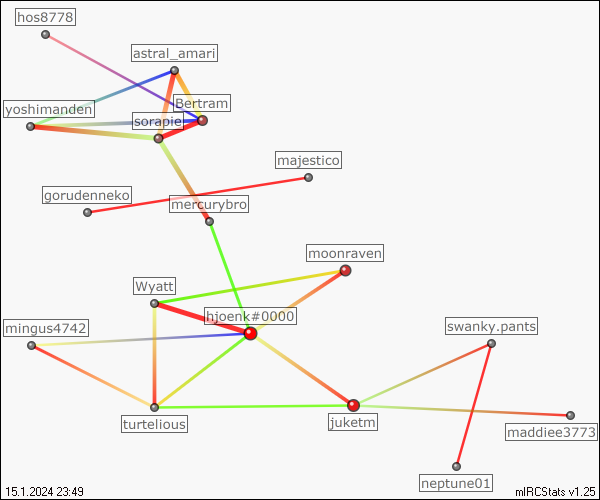 hos8778
astral_amari
yoshimanden
Bertram
sorapie
majestico
gorudenneko
mercurybro
moonraven
Wyatt
hjoenk#0000
mingus4742
swanky.pants
turtelious
juketm
maddiee3773
neptune01
15.1.2024 23:49
mIRCStats v1.25